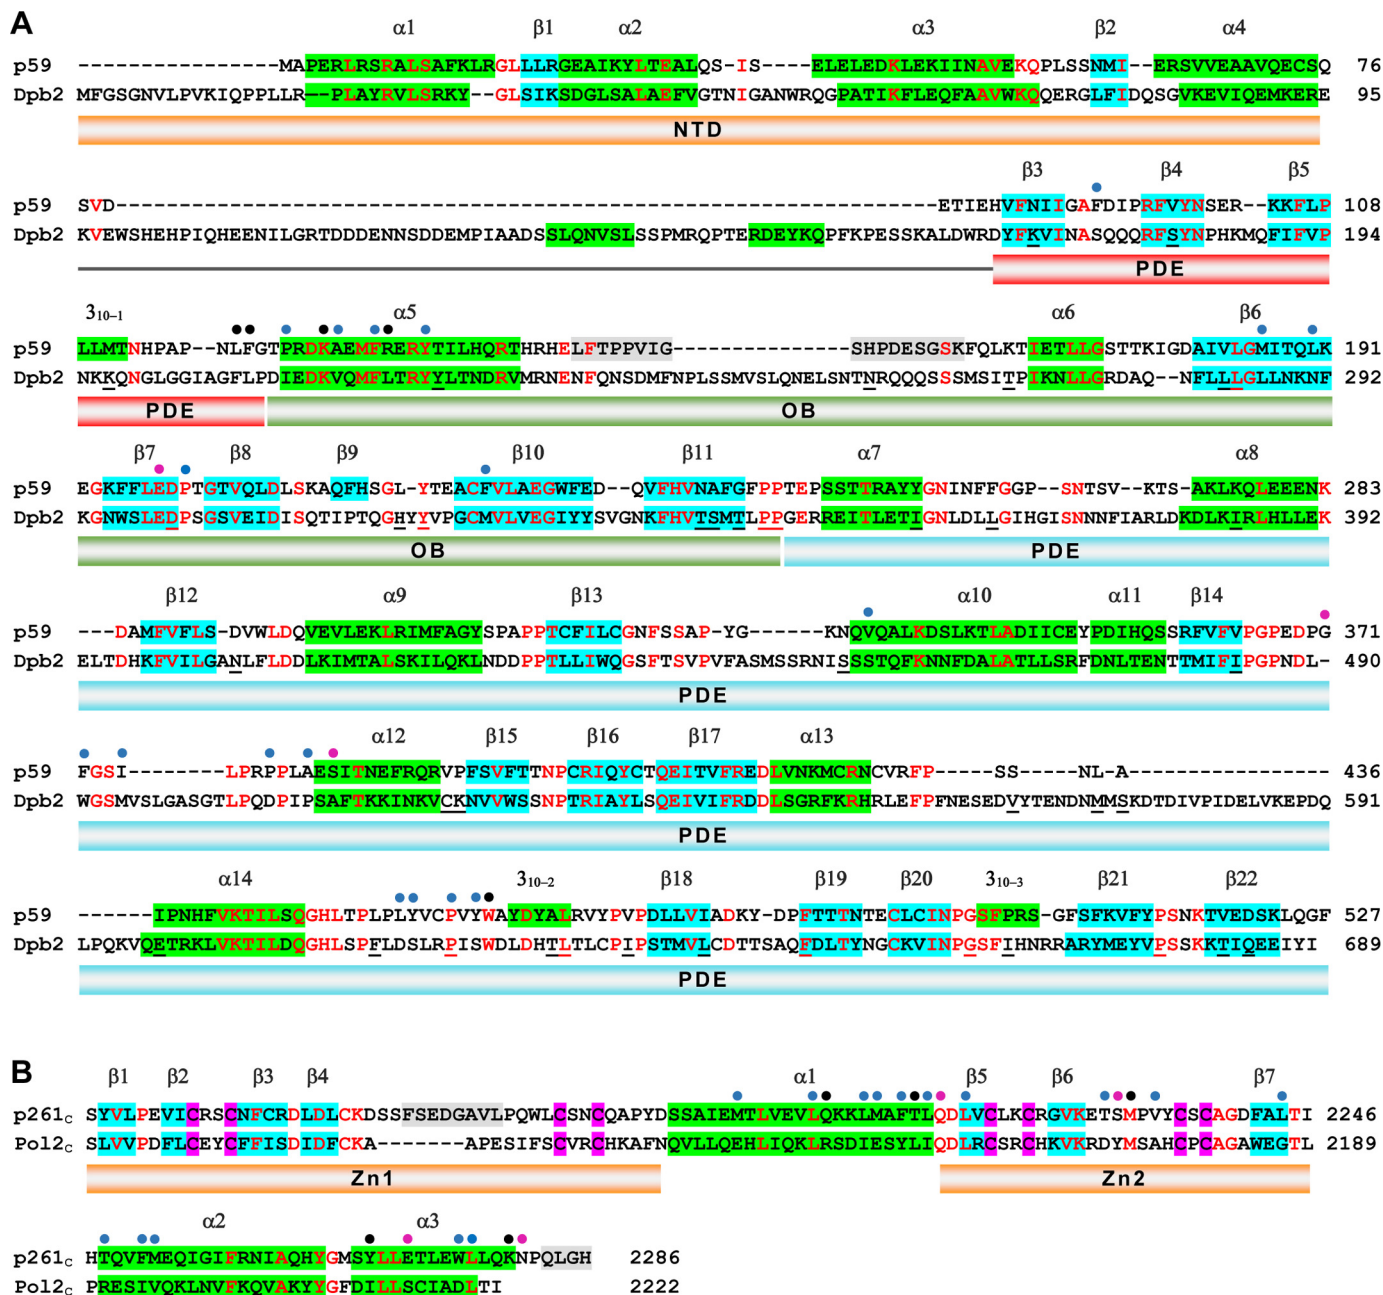 A
α1 β1 α2 α3 β2 α4
p59 ----------------MAPERLRSRALSAFKLRGLLLRGEAIKYLTEALQS-IS----ELELEDKLEKIINAVEKQPLSSNMI--ERSVVEAAVQECSQ 76
Dpb2 MFGSGNVLPVKIQPPLLR--PLAYRVLSRKY--GLSIKSDGLSALAEFVGTNIGANWRQGPATIKFLEQFAAVWKQQERGLFIDQSGVKEVIQEMKERE 95
NTD
β3 β4 β5
p59 SVD------------------------------------------------------------------ETIEHVFNIIGAFDIPRFVYNSER--KKFLP 108
Dpb2 KVEWSHEHPIQHEENILGRTDDDENNSDDEMPIAADSSLQNVSLSSPMRQPTERDEYKQPFKPESSKALDWRDYFKVINASQQQRFSYNPHKMQFIFVP 194
PDE
3₁₀₋₁ α5 α6 β6
p59 LLMTNHPAP--NLFGTPRDKAEMFRERYTILHQRTHRHELFTPPVIG--------------SHPDESGSKFQLKTIETLLGSTTKIGDAIVLGMITQLK 191
Dpb2 NKKQNGLGGIAGFLPDIEDKVQMFLTRYYLTNDRVMRNENFQNSDMFNPLSSMVSLQNELSNTNRQQQSSSMSITPIKNLLGRDAQ--NFLLLGLLNKNF 292
PDE OB
β7 β8 β9 β10 β11 α7 α8
p59 EGKFFLEDPTGTVQLDLSKAQFHSGL-YTEACFVLAEGWFED--QVFHVNAFGFPPTEPSSTTRAYYGNINFFGGP-SNTSV--KTS-AKLKQLEEENK 283
Dpb2 KGNWSLEDPSGSVEIDISQTIPTQGHYYVPGCMVLVEGIYYSVGNKFHVTSMTLPPGERREITLETIGNLDLLGIHGISNNNFIARLDKDLKIRLHLLEK 392
OB PDE
β12 α9 β13 α10 α11 β14
p59 ---DAMFVFLS-DVWLDQVEVLEKLRIMFAGYSPAPPTCFILCGNFSSAP-YG------KNQVQALKDSLKTLADIICEYPDIHQSSRFVFVPGPEDPG 371
Dpb2 ELTDHKFVILGANLFLDDLKIMTALSKILQKLNDDPPTLLIWQGSFTSVPVFASMSSRNISSSTQFKNNFDALATLLSRFDNLTENTTMIFIPGPNDL- 490
PDE
α12 β15 β16 β17 α13
p59 FGSI--------LPRPPLAESITNEFRQRVPFSVFTTNPCRIQYCTQEITVFREDLVNKMCRNCVRFP-----SS-----NL-A---------------- 436
Dpb2 WGSMVSLGASGTLPQDPIPSAFTKKINKVCKNVVWSSNPTRIAYLSQEIVIFRDDLSGRFKRHRLEFPFNESEDVYTENDNMMSKDTDIVPIDELVKEPDQ 591
PDE
α14 3₁₀₋₂ β18 β19 β20 3₁₀₋₃ β21 β22
p59 ------IPNHFVKTILSQGHLTPLPLYVCPVYWAYDYALRVYPVPDLLVIADKY-DPFTTTNTECLCINPGSFPRS-GFSFKVFYPSNKTVEDSKLQGF 527
Dpb2 LPQKVQETRKLVKTILDQGHLSPFLDSLRPISWDLDHTLTLCPIPSTMVLCDTTSAQFDLTYNGCKVINPGSFIHNRRARYMEYVPSSKKTIQEEIYI 689
PDE
B
β1 β2 β3 β4 α1 β5 β6 β7
p261C SYVLPEVICRSCNFCRDLDLCKDSSFSEDGAVLPQWLCSNCQAPYDSSAIEMTLVEVLQKKLMAFTLQDLVCLKCRGVKETSMPVYCSCAGDFALTI 2246
Pol2C SLVVPDFLCEYCFFISDIDFCKA-------APESIFSCVRCHKAFNQVLLQEHLIQKLRSDIESYLIQDLRCSRCHKVKRDYMSAHCPCAGAWEGTL 2189
Zn1 Zn2
α2 α3
p261C HTQVFMEQIGIFRNIAQHYGMSYLLETLEWLLQKNPQLGH 2286
Pol2C PRESIVQKLNVFKQVAKYYGFDILLSCIADLTI 2222